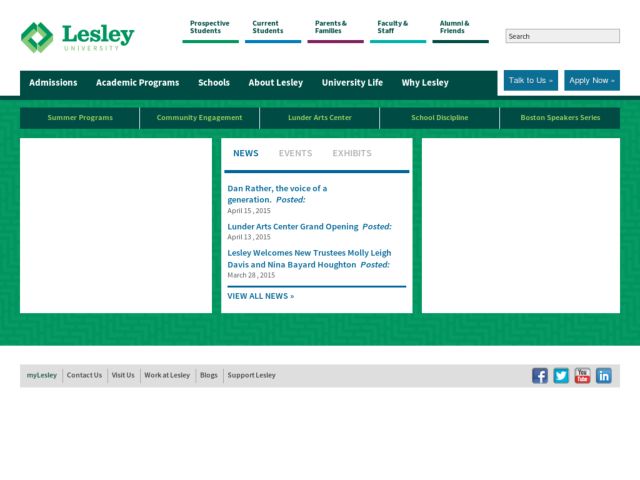 Lesley
UNIVERSITY
Prospective
Students
Current
Students
Parents &
Families
Faculty &
Staff
Alumni &
Friends
Search
Admissions
Academic Programs
Schools
About Lesley
University Life
Why Lesley
Talk to Us »
Apply Now »
Summer Programs
Community Engagement
Lunder Arts Center
School Discipline
Boston Speakers Series
NEWS
EVENTS
EXHIBITS
Dan Rather, the voice of a
generation. Posted:
April 15 , 2015
Lunder Arts Center Grand Opening Posted:
April 13 , 2015
Lesley Welcomes New Trustees Molly Leigh
Davis and Nina Bayard Houghton Posted:
March 28 , 2015
VIEW ALL NEWS »
myLesley
Contact Us
Visit Us
Work at Lesley
Blogs
Support Lesley
f
You
Tube
in